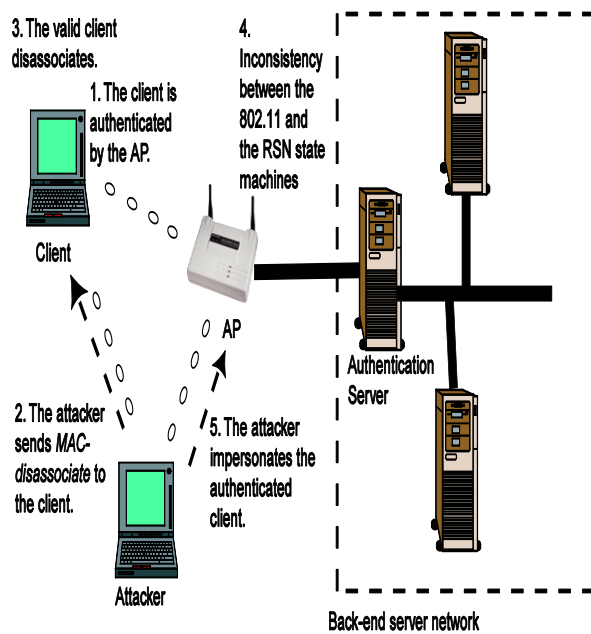 3. The valid client
disassociates.
1. The client is
authenticated
by the AP.
4.
Inconsistency
between the
802.11 and
the RSN state
machines
Client
AP
Authentication
Server
2. The attacker
sends MAC-
disassociate to
the client.
5. The attacker
impersonates the
authenticated
client.
Attacker
Back-end server network